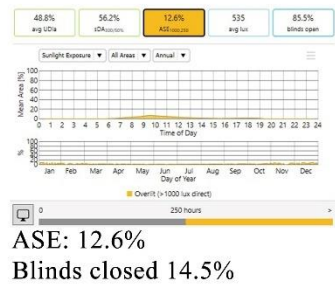 48.8% 56.2% 12.6% 535 85.5%
avg UDIa sDA300/50% ASE1000,250 avg lux blinds open
Sunlight Exposure ▼ All Areas ▼ Annual ▼
Mean Area [%]
100
80
60
40
20
0
0 1 2 3 4 5 6 7 8 9 10 11 12 13 14 15 16 17 18 19 20 21 22 23 24
Time of Day
%
100
80
60
40
20
0
Jan Feb Mar Apr May Jun Jul Aug Sep Oct Nov Dec
Day of Year
Overlit (>1000 lux direct)
0 250 hours >
ASE: 12.6%
Blinds closed 14.5%